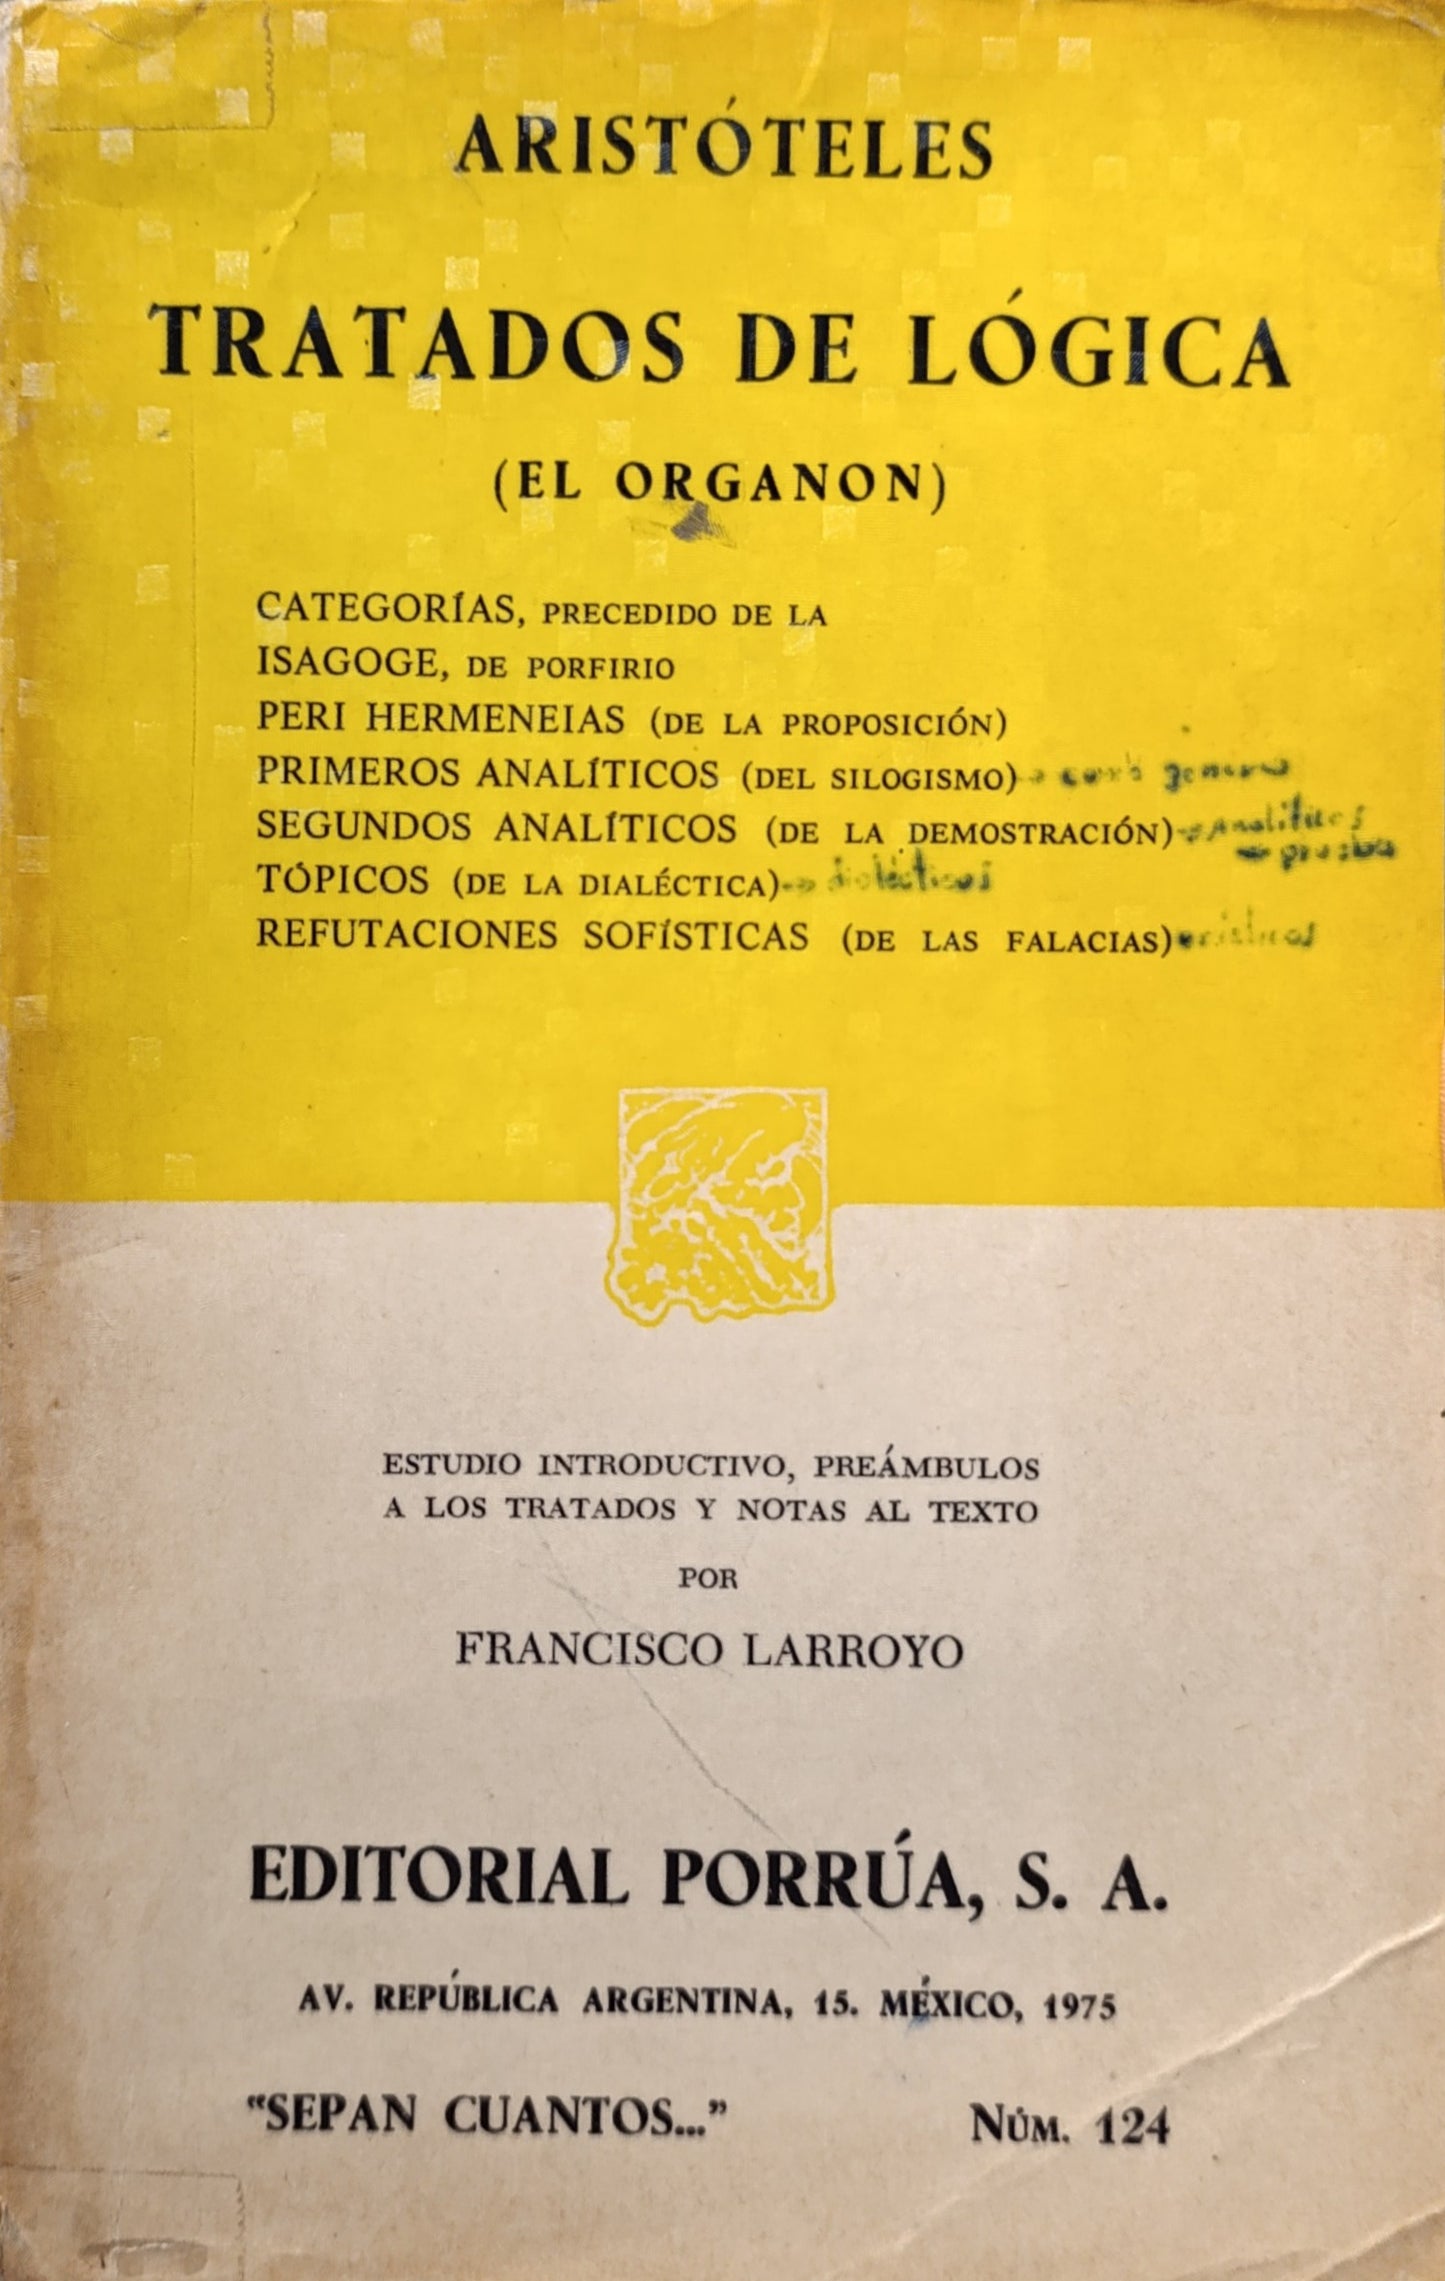 ARISTÓTELES
TRATADOS DE LÓGICA
(EL ORGANON)
CATEGORÍAS, PRECEDIDO DE LA
ISAGOGE, DE PORFIRIO
PERI HERMENEIAS (DE LA PROPOSICIÓN)
PRIMEROS ANALÍTICOS (DEL SILOGISMO)
SEGUNDOS ANALÍTICOS (DE LA DEMOSTRACIÓN) → Analíticos
TÓPICOS (DE LA DIALÉCTICA) → dialécticos
REFUTACIONES SOFÍSTICAS (DE LAS FALACIAS)
ESTUDIO INTRODUCTIVO, PREÁMBULOS
A LOS TRATADOS Y NOTAS AL TEXTO
POR
FRANCISCO LARROYO
EDITORIAL PORRÚA, S. A.
AV. REPÚBLICA ARGENTINA, 15. MÉXICO, 1975
"SEPAN CUANTOS..." NÚM. 124